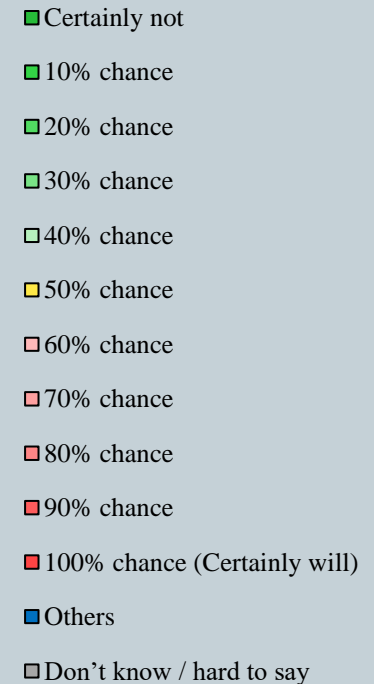 Certainly not
10% chance
20% chance
30% chance
40% chance
50% chance
60% chance
70% chance
80% chance
90% chance
100% chance (Certainly will)
Others
Don’t know / hard to say